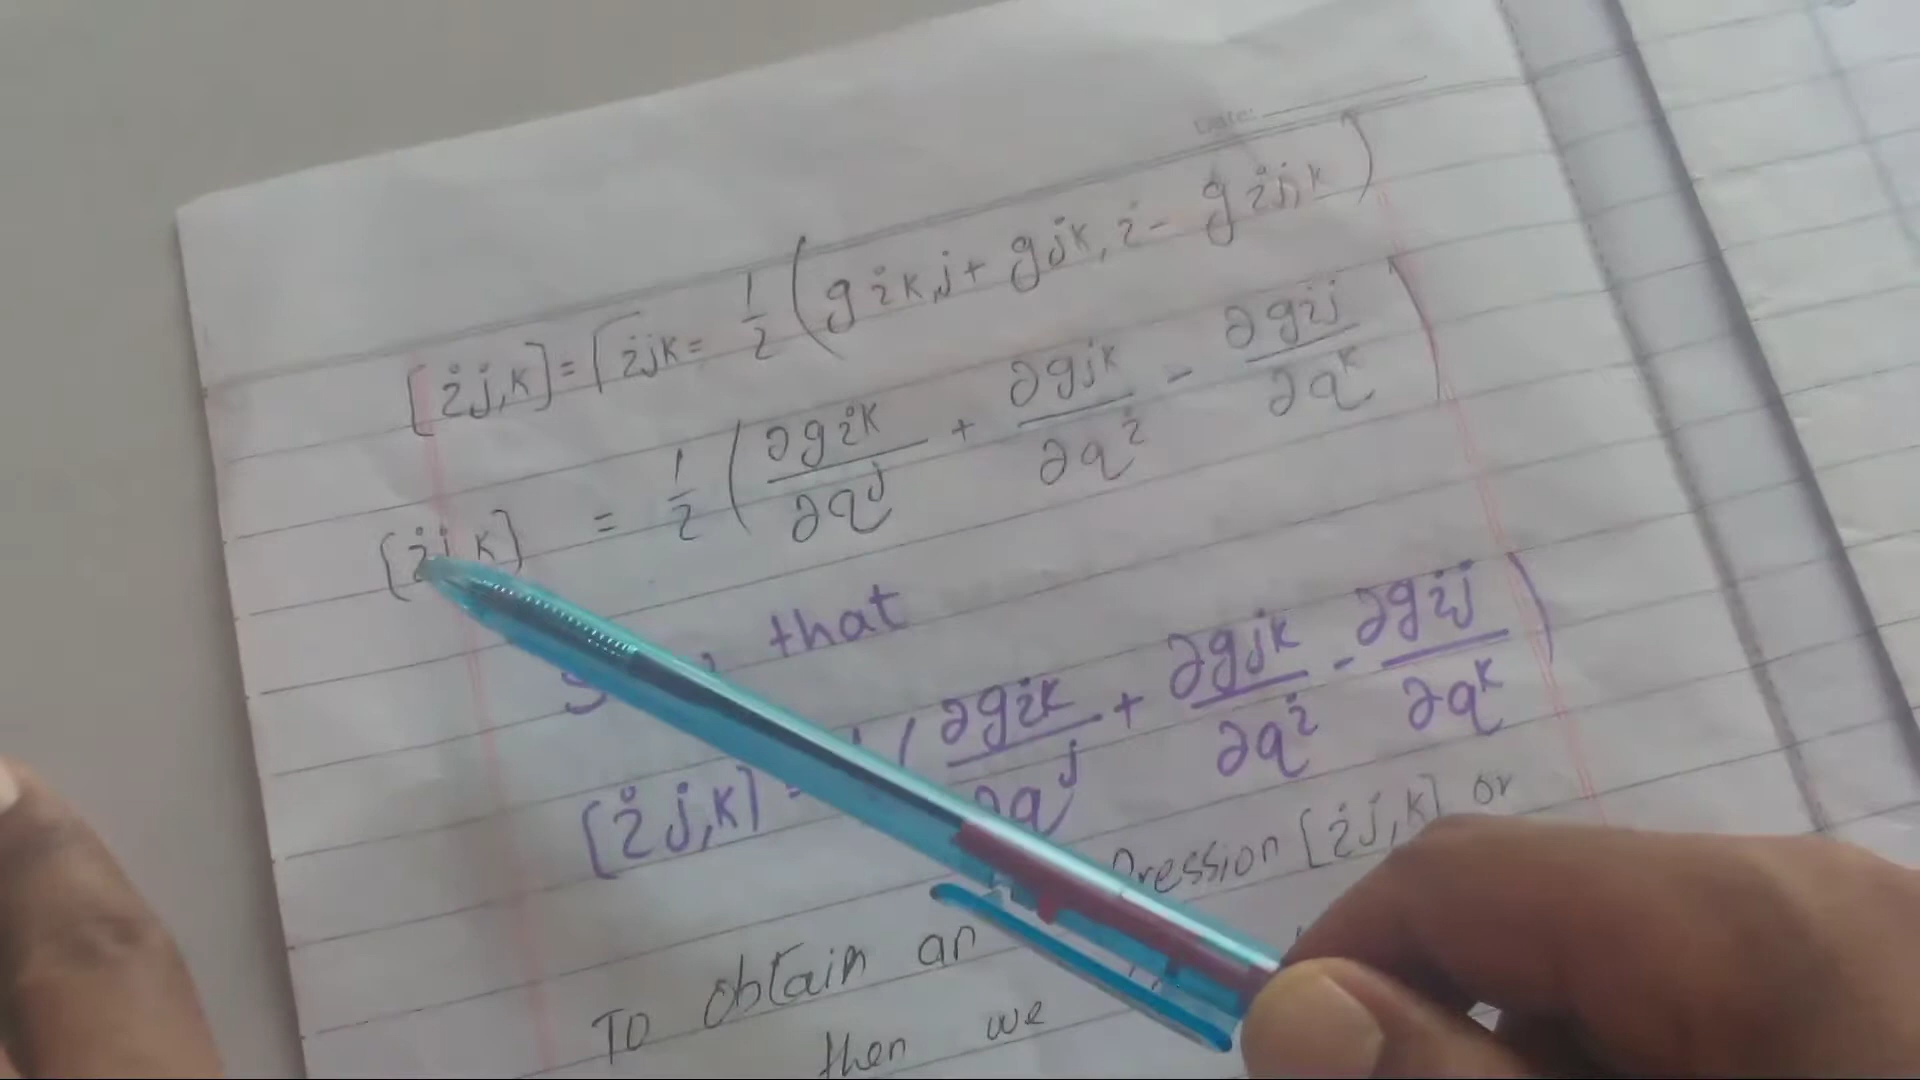 Date:
[ij,k] = Γijk = 1/2 (gik,j + gjk,i - gij,k)
[ij,k] = 1/2 (∂gik/∂q^j + ∂gjk/∂q^i - ∂gij/∂q^k)
that
[ij,k] = (∂gik/∂q^j + ∂gjk/∂q^i - ∂gij/∂q^k)
To obtain an [ij,k] or
then we